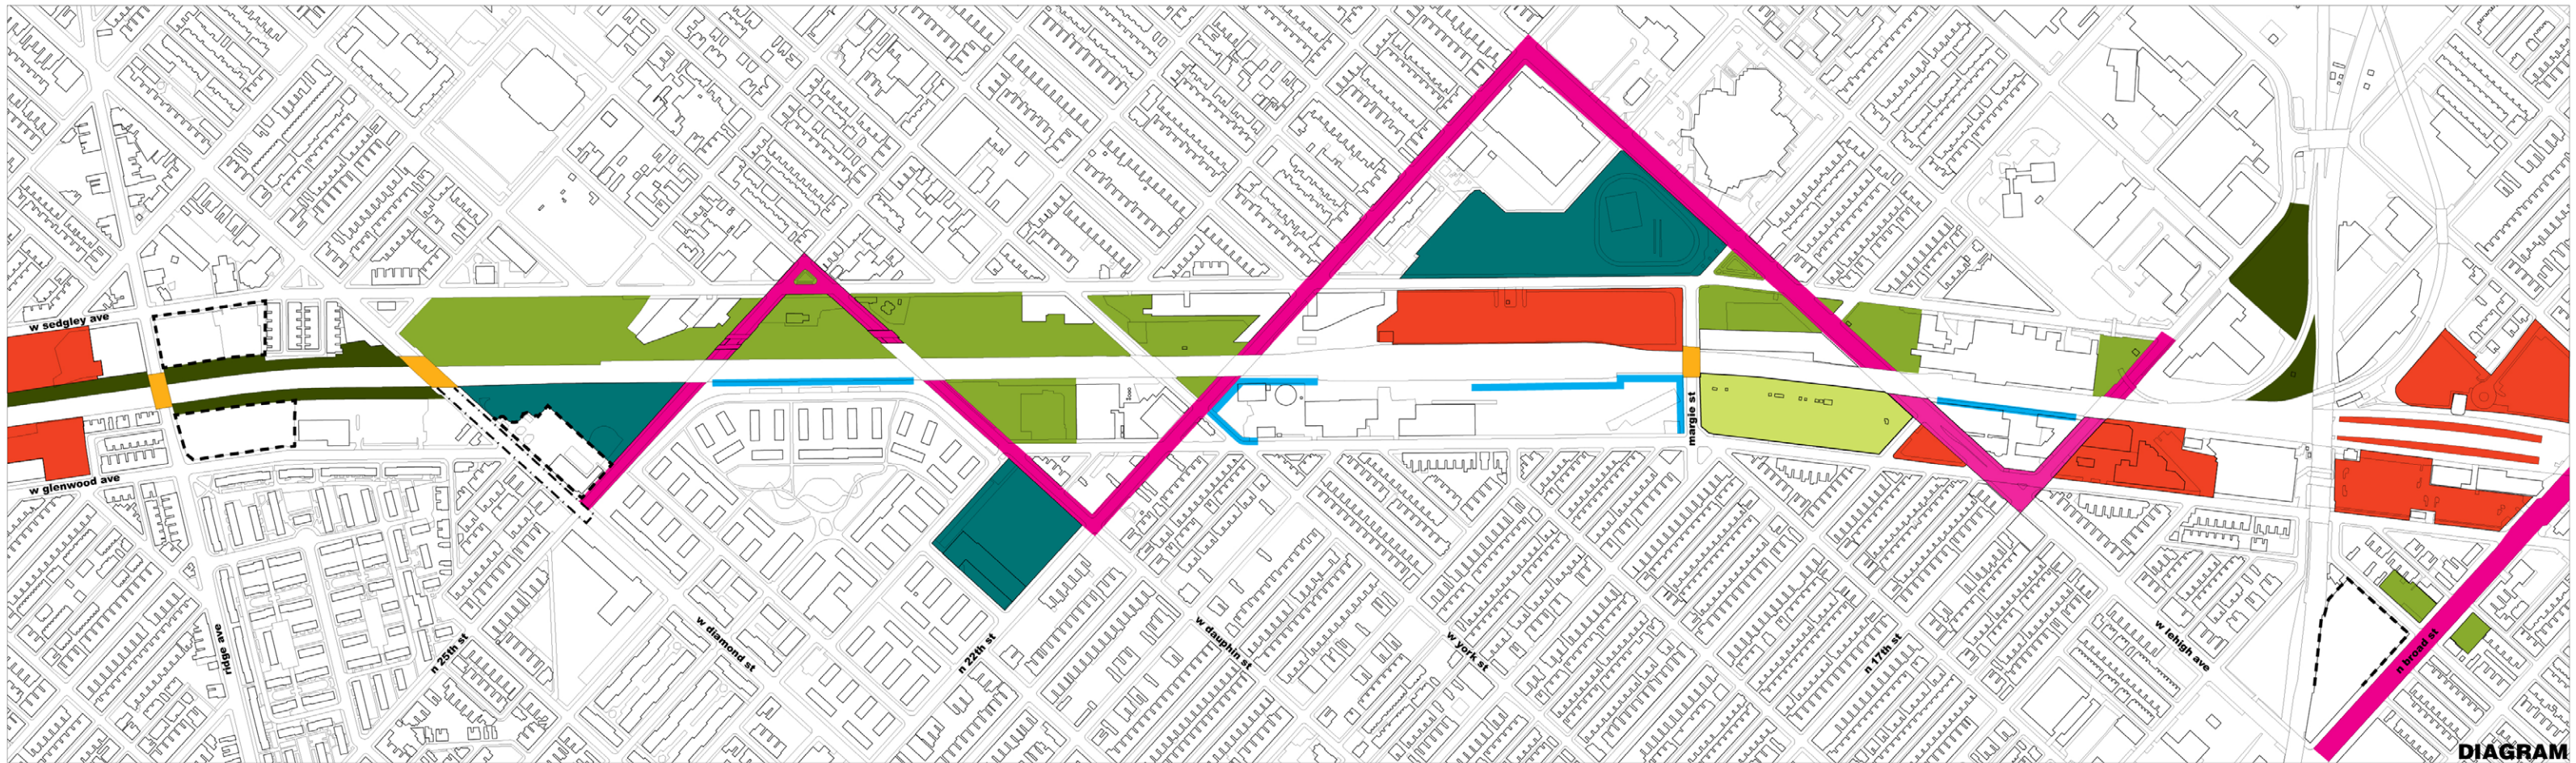 w sedgley ave
w glenwood ave
ridge ave
n 25th st
w diamond st
n 22th st
w dauphin st
w york st
margie st
n 17th st
w lehigh ave
n broad st
DIAGRAM